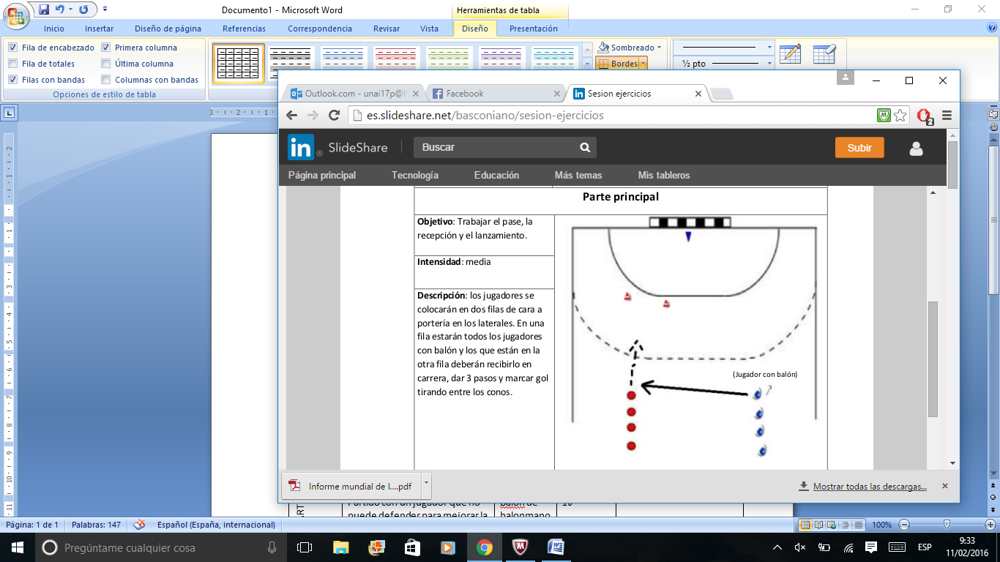 Documento1 - Microsoft Word
Herramientas de tabla
Inicio Insertar Diseño de página Referencias Correspondencia Revisar Vista Diseño Presentación
Fila de encabezado Primera columna
Fila de totales Última columna
Filas con bandas Columnas con bandas
Opciones de estilo de tabla
Sombreado
Bordes
½ pto
Outlook.com - unai17p@h
Facebook
Sesion ejercicios
es.slideshare.net/basconiano/sesion-ejercicios
2
in ® SlideShare
Buscar
Subir
Página principal Tecnología Educación Más temas Mis tableros
Parte principal
Objetivo: Trabajar el pase, la
recepción y el lanzamiento.
Intensidad: media
Descripción: los jugadores se
colocarán en dos filas de cara a
portería en los laterales. En una
fila estarán todos los jugadores
con balón y los que están en la
otra fila deberán recibirlo en
carrera, dar 3 pasos y marcar gol
tirando entre los conos.
(Jugador con balón)
Informe mundial de l....pdf
Mostrar todas las descargas...
Partido con un jugador que no
puede defender para mejorar la
Balón de
balonmano
Página: 1 de 1 Palabras: 147 Español (España, internacional) 100%
Pregúntame cualquier cosa
ESP
9:33
11/02/2016